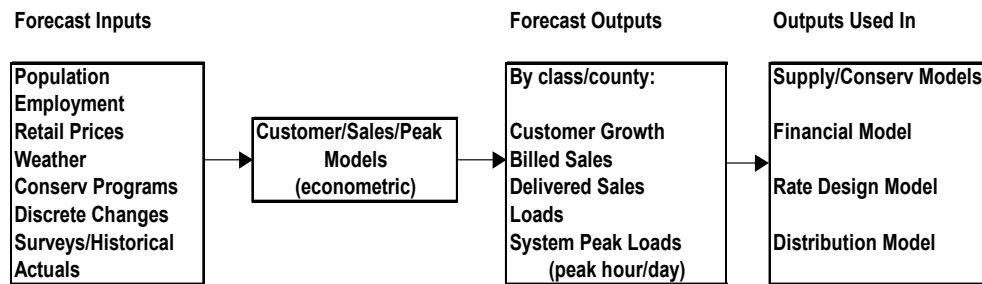 Forecast Inputs
Population
Employment
Retail Prices
Weather
Conserv Programs
Discrete Changes
Surveys/Historical
Actuals
Customer/Sales/Peak
Models
(econometric)
Forecast Outputs
By class/county:
Customer Growth
Billed Sales
Delivered Sales
Loads
System Peak Loads
(peak hour/day)
Outputs Used In
Supply/Conserv Models
Financial Model
Rate Design Model
Distribution Model